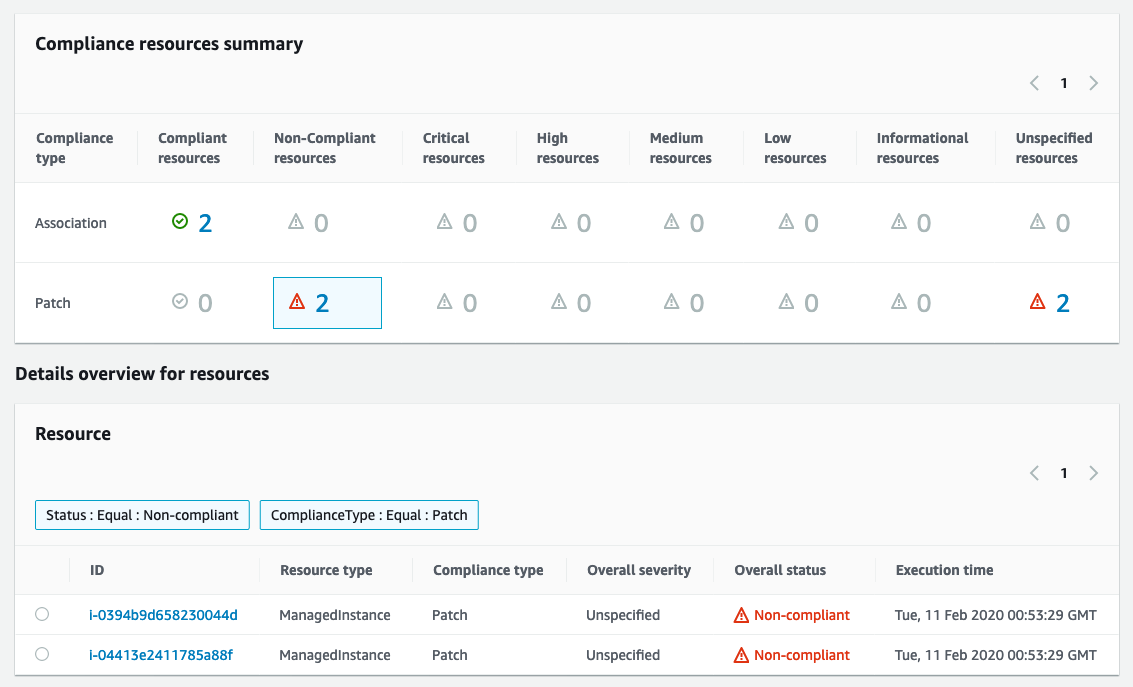 Compliance resources summary
1
Compliance type Compliant resources Non-Compliant resources Critical resources High resources Medium resources Low resources Informational resources Unspecified resources
Association 2 0 0 0 0 0 0 0
Patch 0 2 0 0 0 0 0 2
Details overview for resources
Resource
1
Status : Equal : Non-compliant ComplianceType : Equal : Patch
ID Resource type Compliance type Overall severity Overall status Execution time
i-0394b9d658230044d ManagedInstance Patch Unspecified Non-compliant Tue, 11 Feb 2020 00:53:29 GMT
i-04413e2411785a88f ManagedInstance Patch Unspecified Non-compliant Tue, 11 Feb 2020 00:53:29 GMT